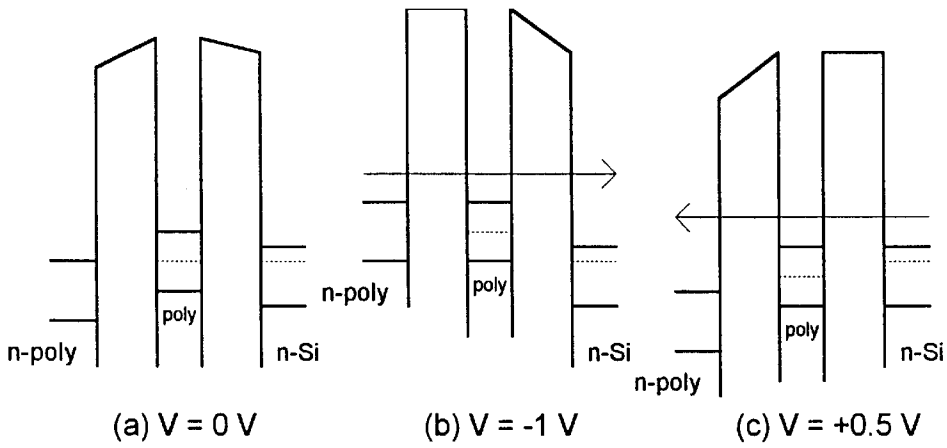 n-poly
poly
n-Si
(a) V = 0 V
n-poly
poly
n-Si
(b) V = -1 V
n-poly
poly
n-Si
(c) V = +0.5 V